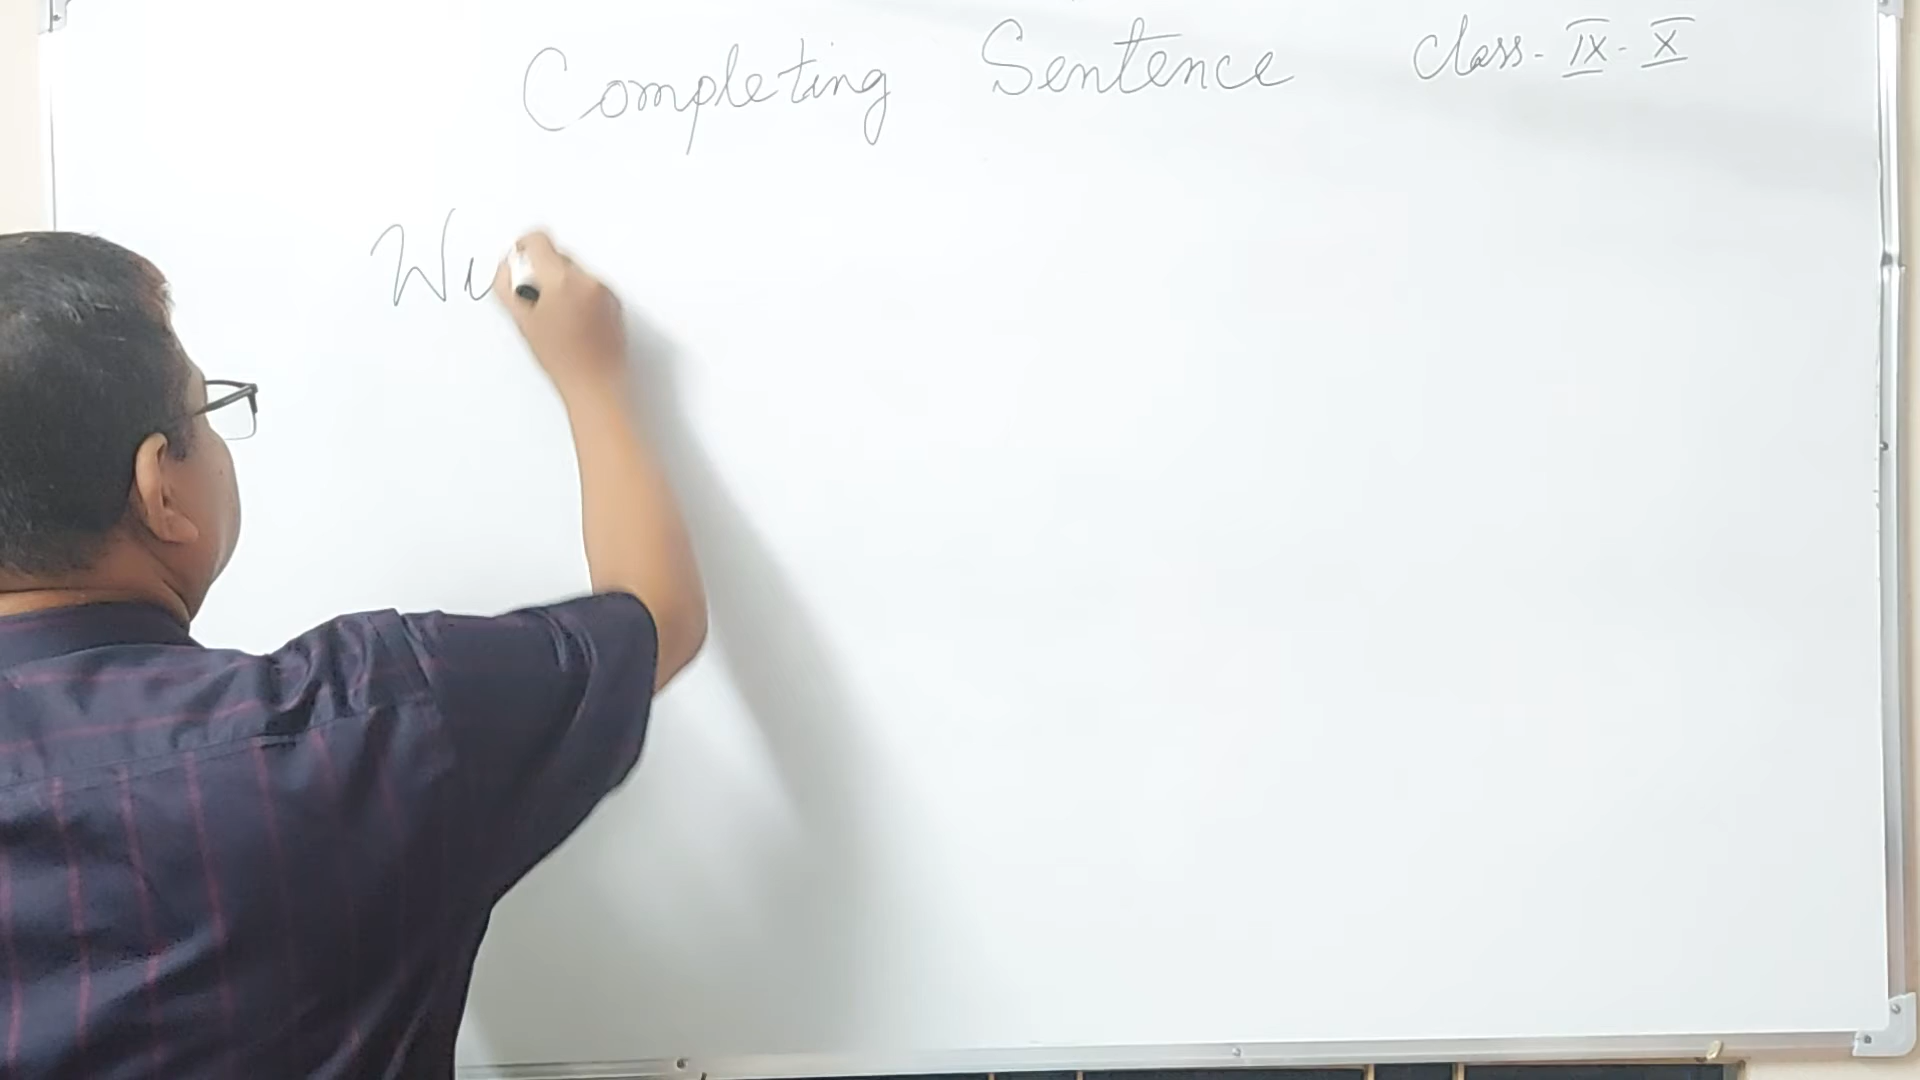 Completing Sentence Class- IX - X